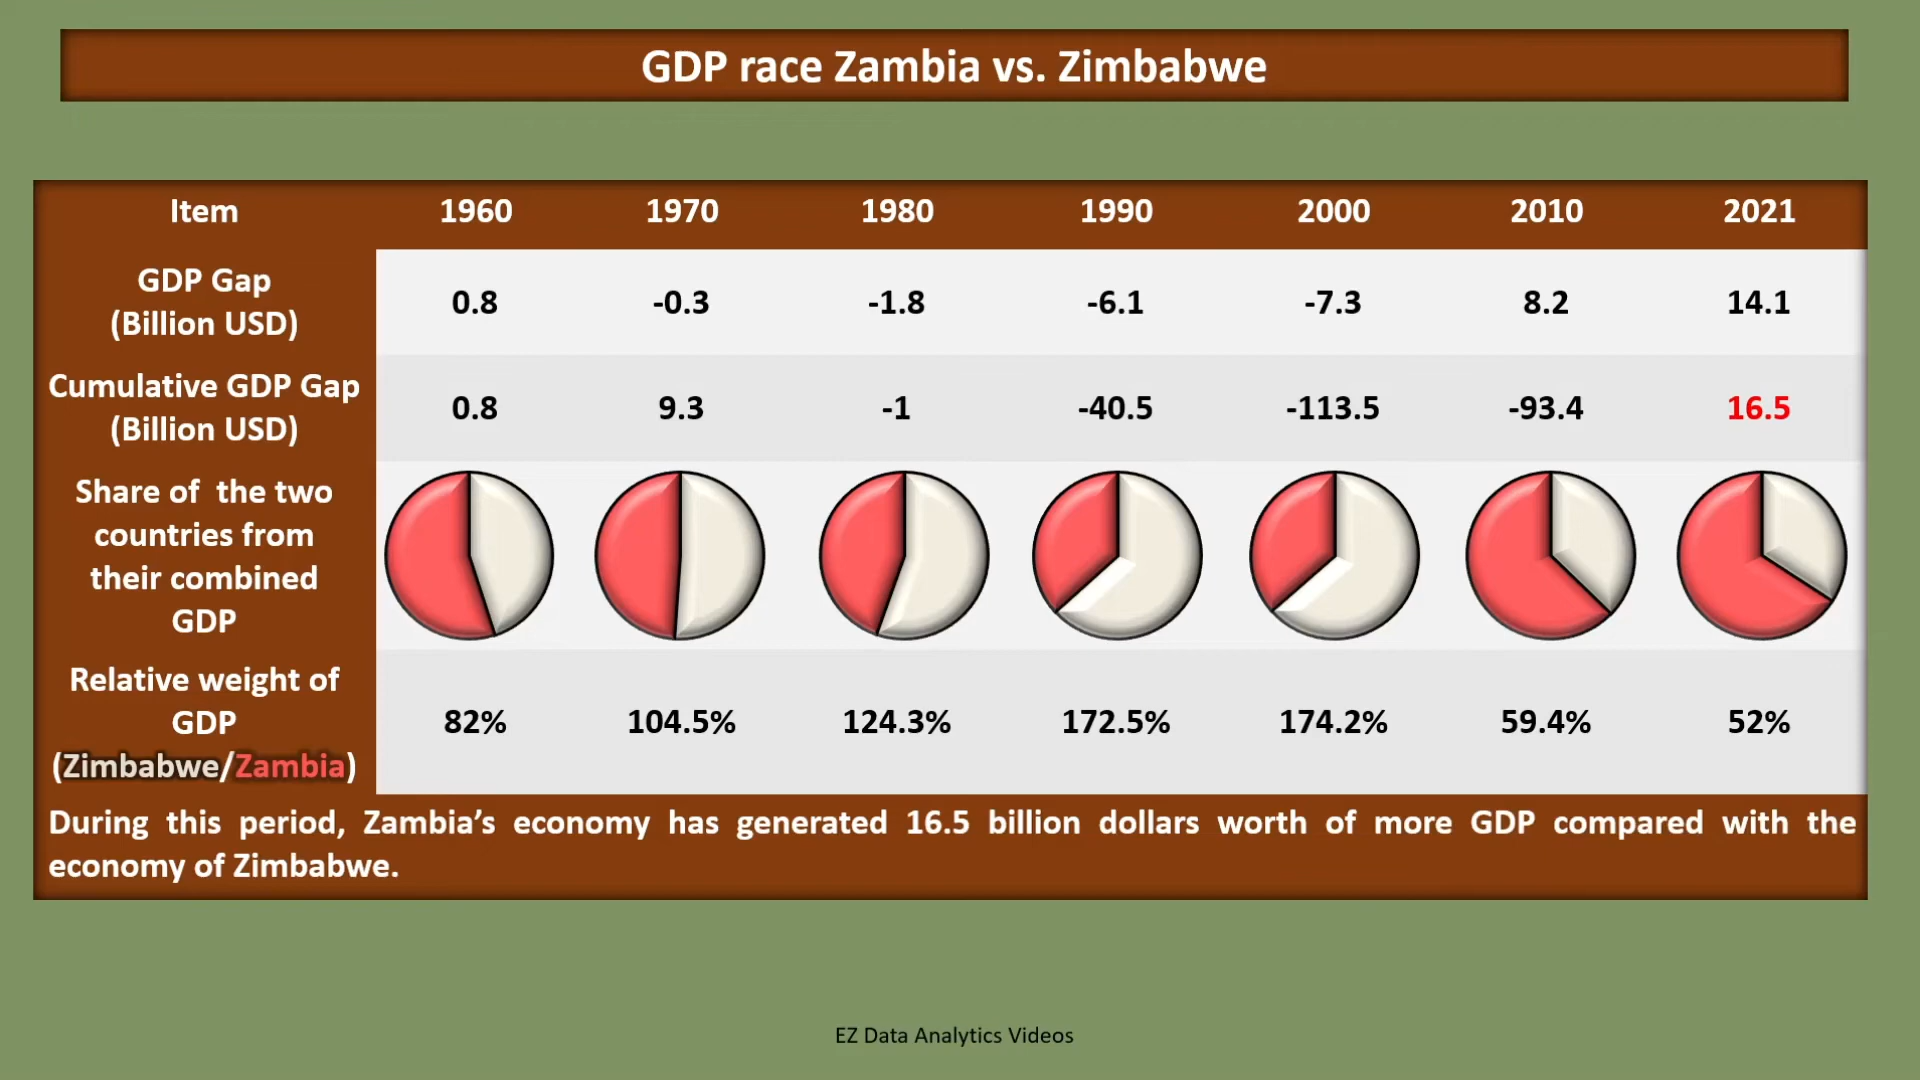 GDP race Zambia vs. Zimbabwe
Item 1960 1970 1980 1990 2000 2010 2021
GDP Gap
(Billion USD)
0.8 -0.3 -1.8 -6.1 -7.3 8.2 14.1
Cumulative GDP Gap
(Billion USD)
0.8 9.3 -1 -40.5 -113.5 -93.4 16.5
Share of the two
countries from
their combined
GDP
Relative weight of
GDP
(Zimbabwe/Zambia)
82% 104.5% 124.3% 172.5% 174.2% 59.4% 52%
During this period, Zambia’s economy has generated 16.5 billion dollars worth of more GDP compared with the
economy of Zimbabwe.
EZ Data Analytics Videos